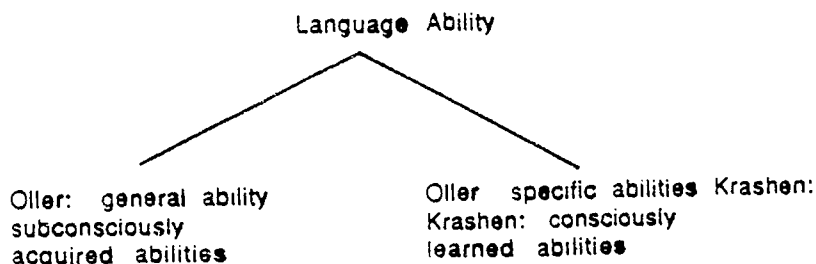 Language Ability
Oller: general ability
subconsciously
acquired abilities
Oller specific abilities Krashen:
Krashen: consciously
learned abilities